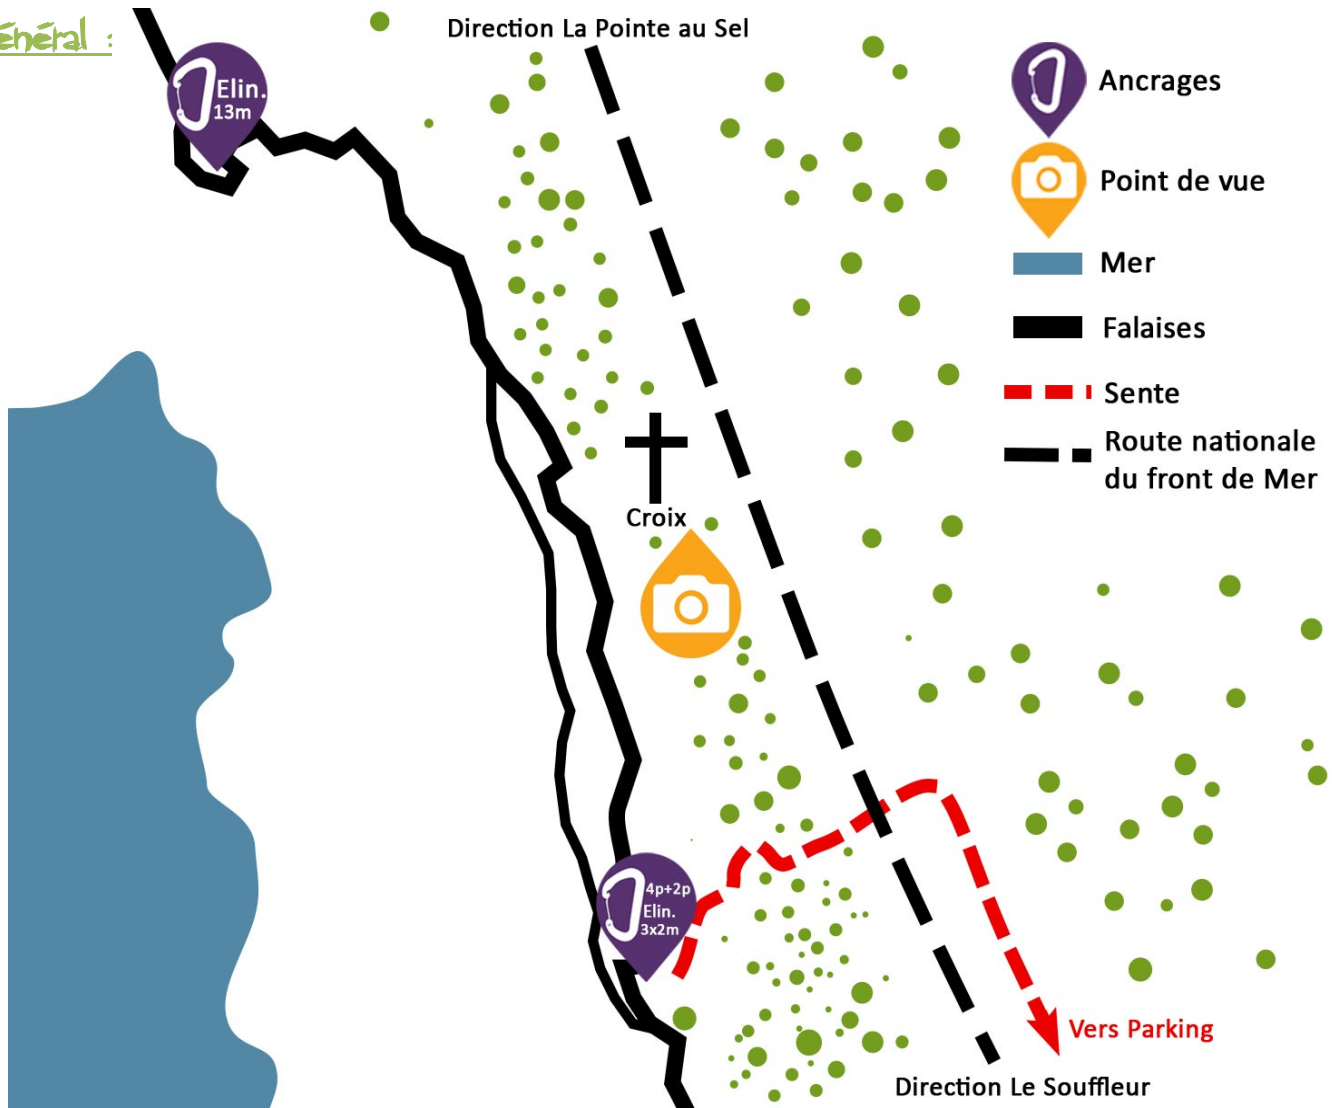 énéral :
Direction La Pointe au Sel
Elin.
13m
Ancrages
Point de vue
Mer
Falaises
Sente
Route nationale
du front de Mer
Croix
4p+2p
Elin.
3x2m
Vers Parking
Direction Le Souffleur